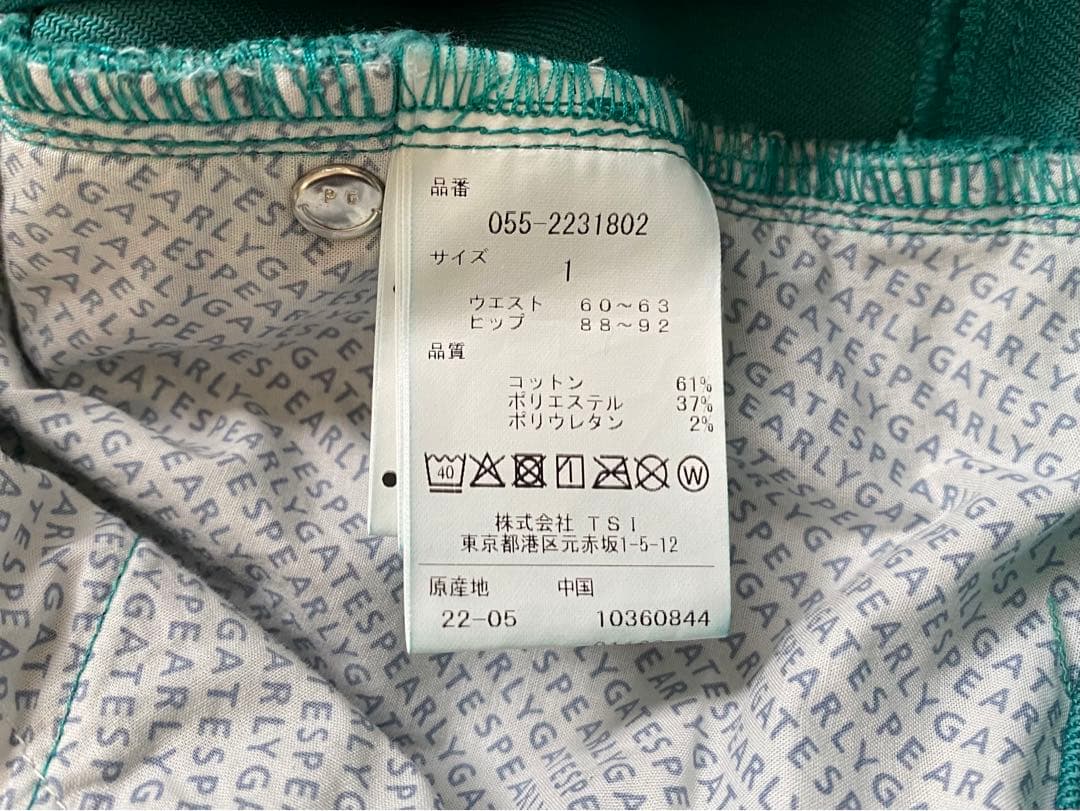 品番
055-2231802
サイズ
1
ウエスト 60～63
ヒップ 88～92
品質
コットン 61%
ポリエステル 37%
ポリウレタン 2%
40
W
株式会社 TSI
東京都港区元赤坂1-5-12
原産地 中国
22-05 10360844
PEARLYGATES